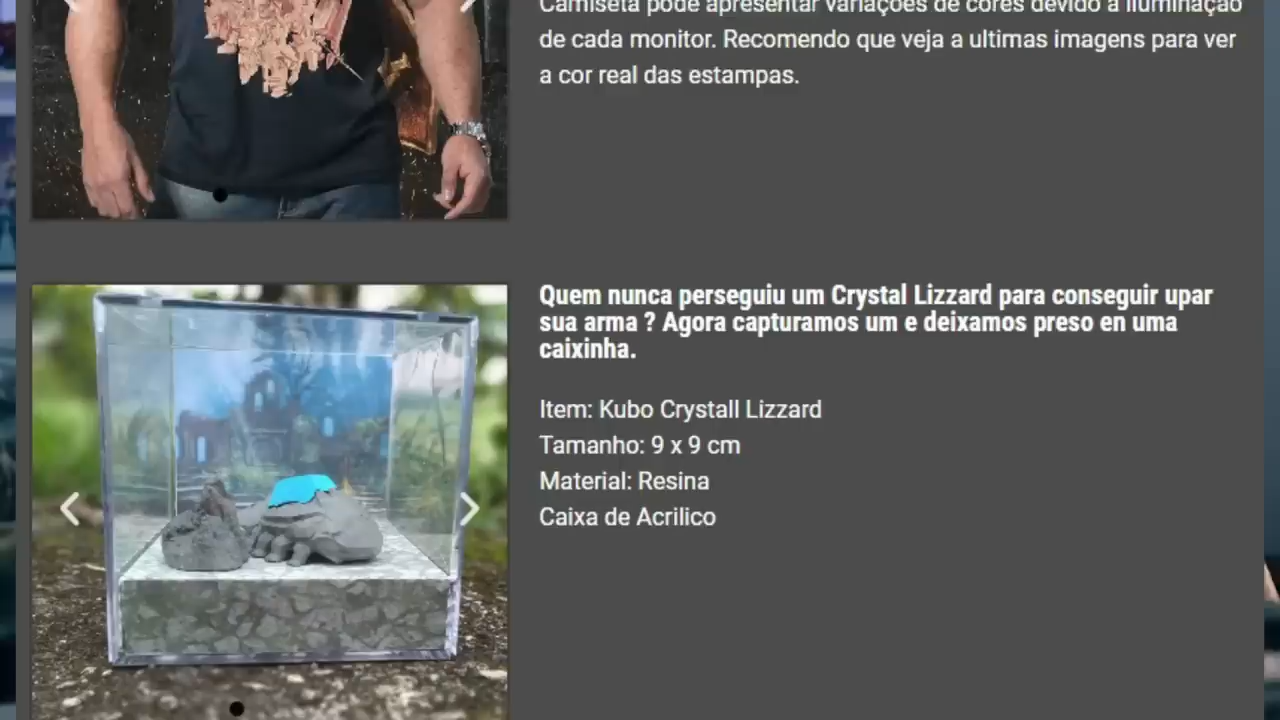 Camiseta pode apresentar variações de cores devido a iluminação
de cada monitor. Recomendo que veja a ultimas imagens para ver
a cor real das estampas.
Quem nunca perseguiu um Crystal Lizzard para conseguir upar
sua arma ? Agora capturamos um e deixamos preso en uma
caixinha.
Item: Kubo Crystall Lizzard
Tamanho: 9 x 9 cm
Material: Resina
Caixa de Acrilico